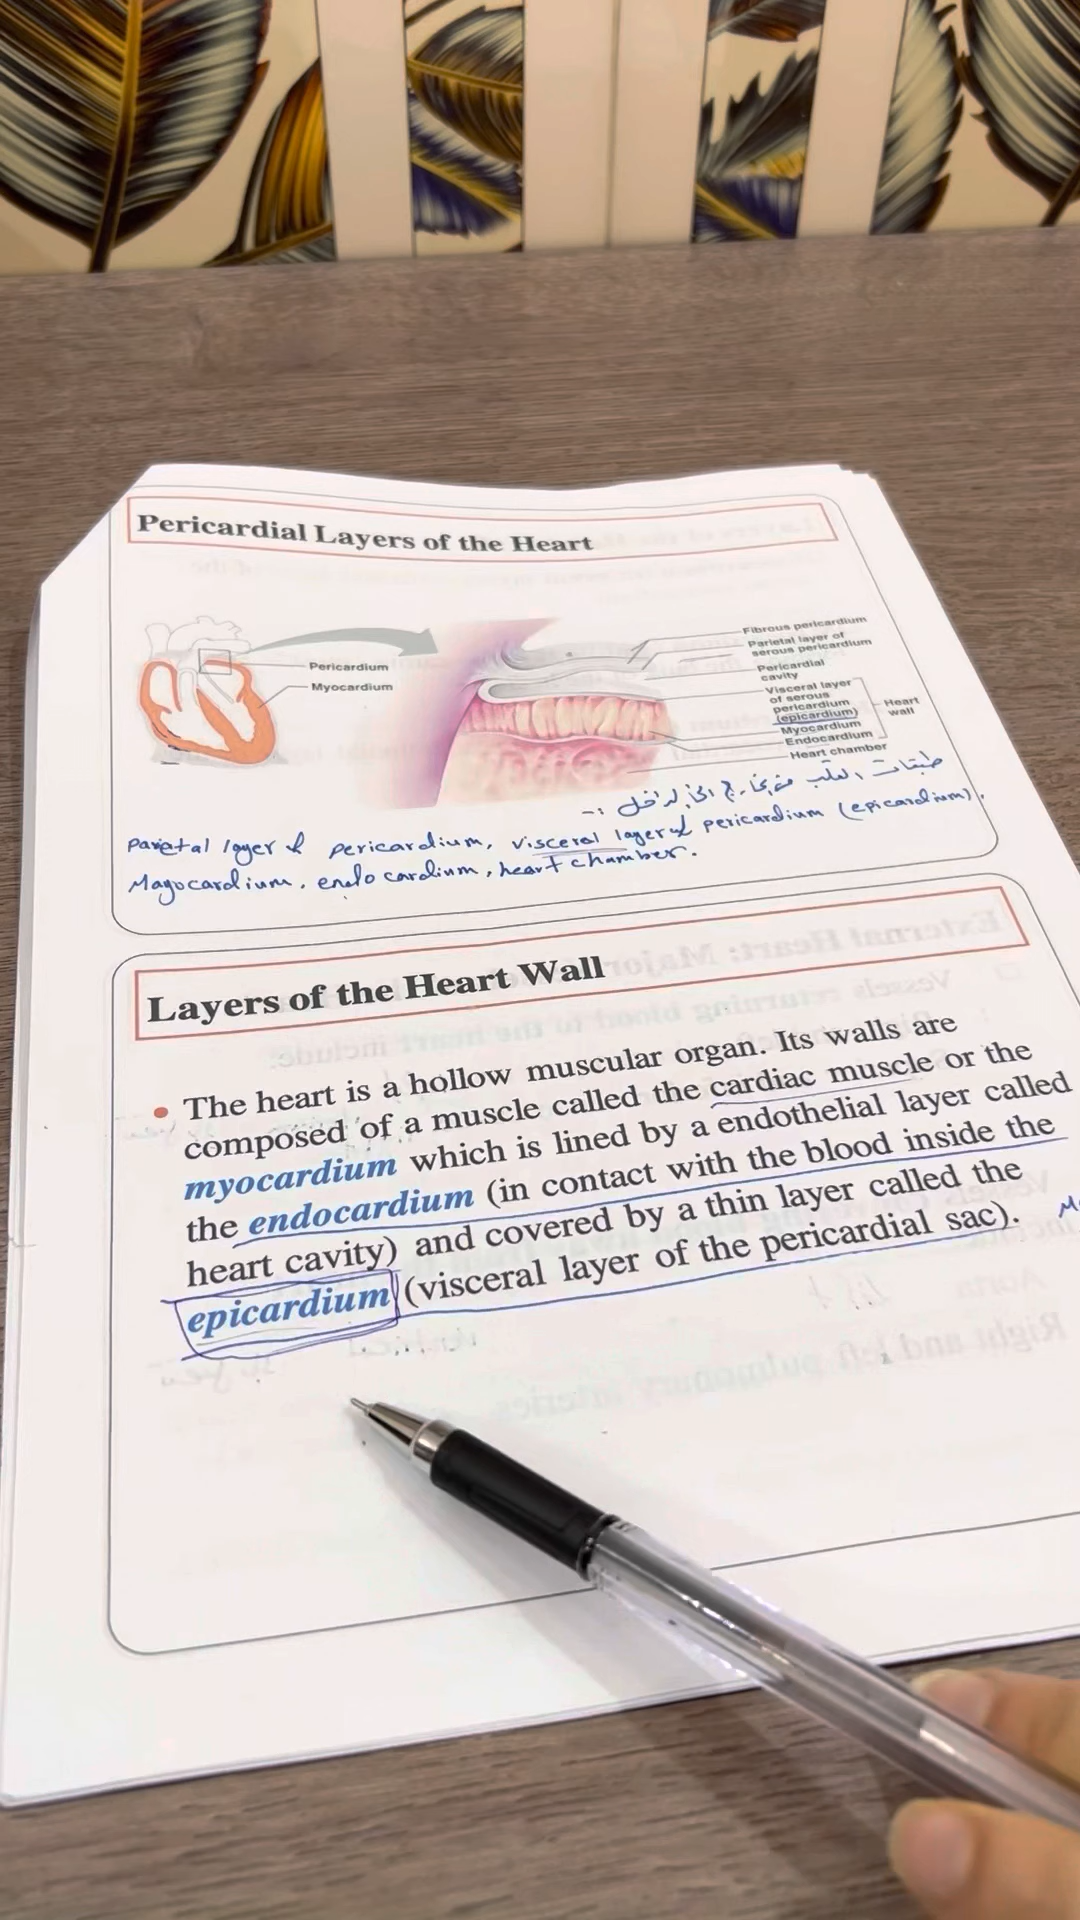 Pericardial Layers of the Heart
Pericardium
Myocardium
Fibrous pericardium
Parietal layer of
serous pericardium
Pericardial
cavity
Visceral layer
of serous
pericardium
(epicardium)
Myocardium
Endocardium
Heart
wall
Heart chamber
طبقات القلب من الخارج إلى الداخل :-
Parietal layer of pericardium, visceral layer of pericardium (epicardium),
Mayocardium, endocardium, heart chamber.
Layers of the Heart Wall
• The heart is a hollow muscular organ. Its walls are
composed of a muscle called the cardiac muscle or the
myocardium which is lined by a endothelial layer called
the endocardium (in contact with the blood inside the
heart cavity) and covered by a thin layer called the
epicardium (visceral layer of the pericardial sac).